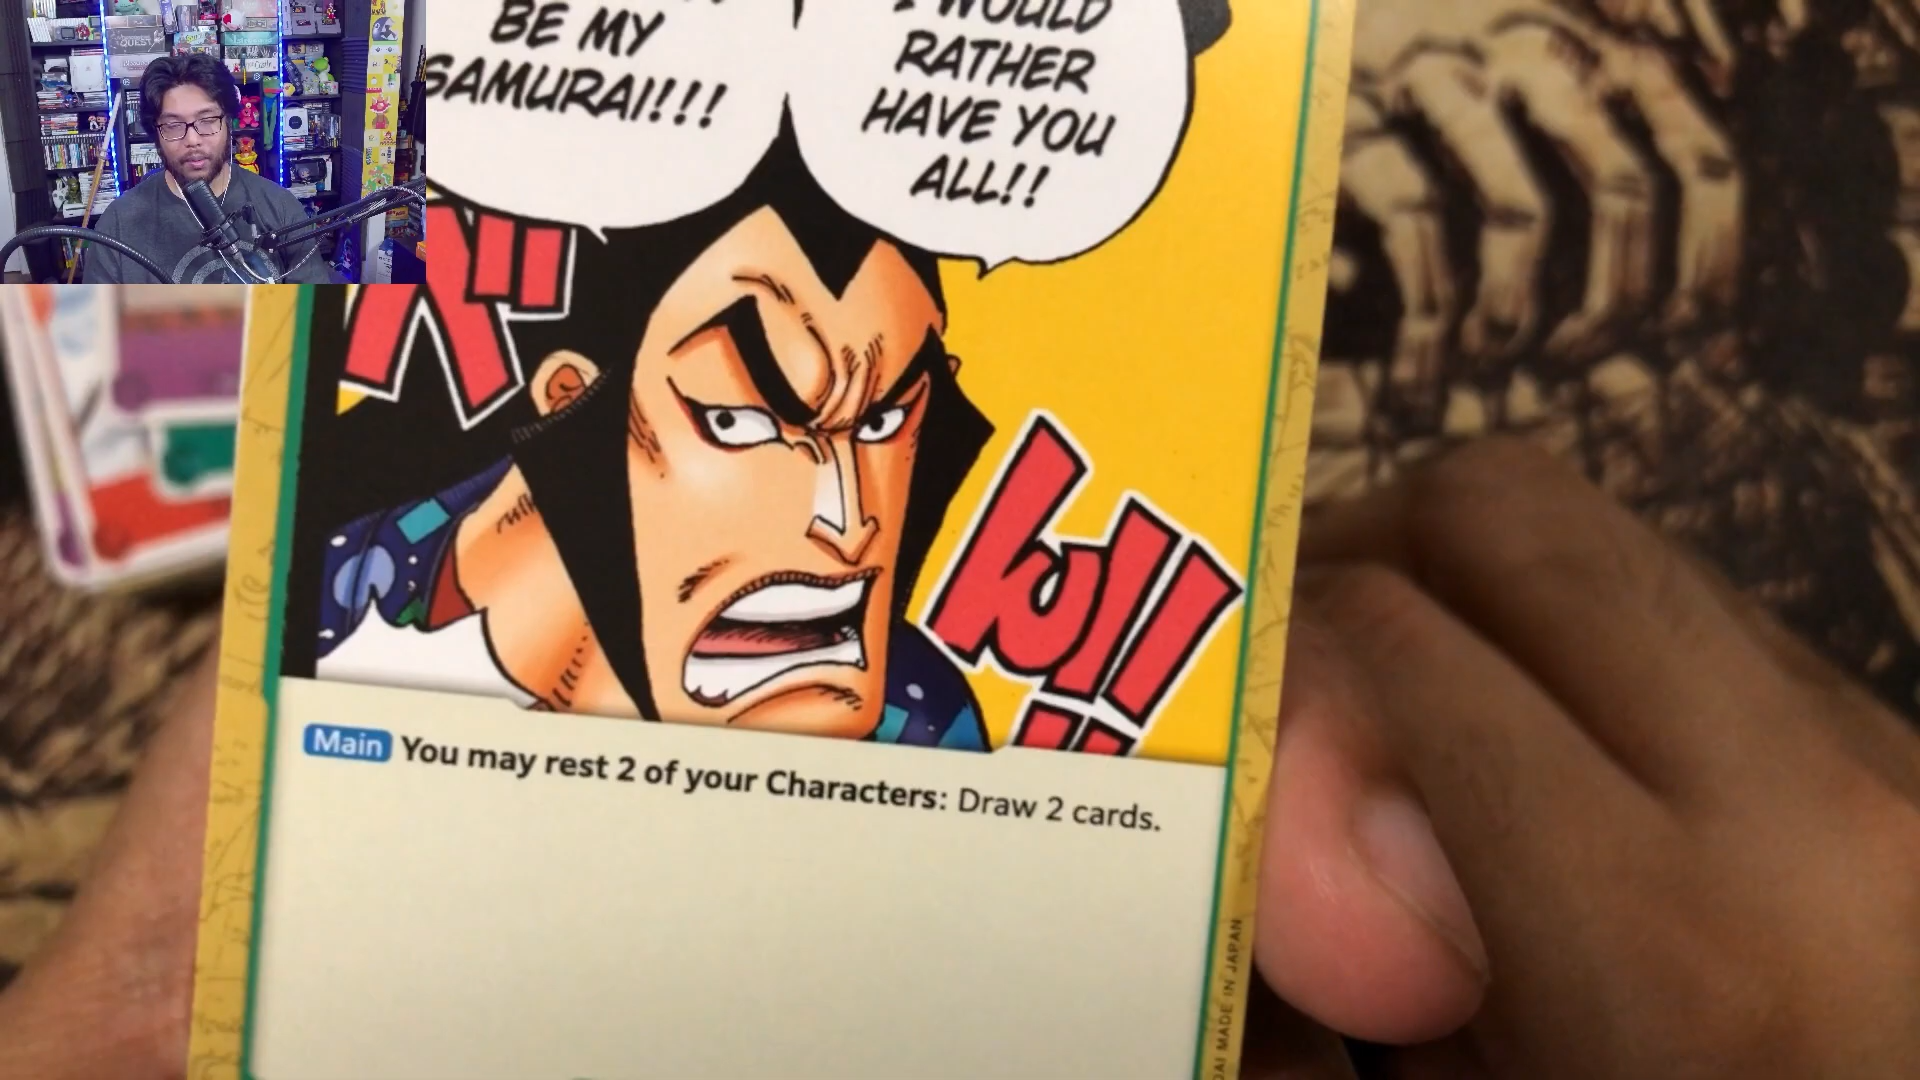 BE MY
SAMURAI!!!
I WOULD
RATHER
HAVE YOU
ALL!!
Main You may rest 2 of your Characters: Draw 2 cards.
MADE IN JAPAN
QUEST